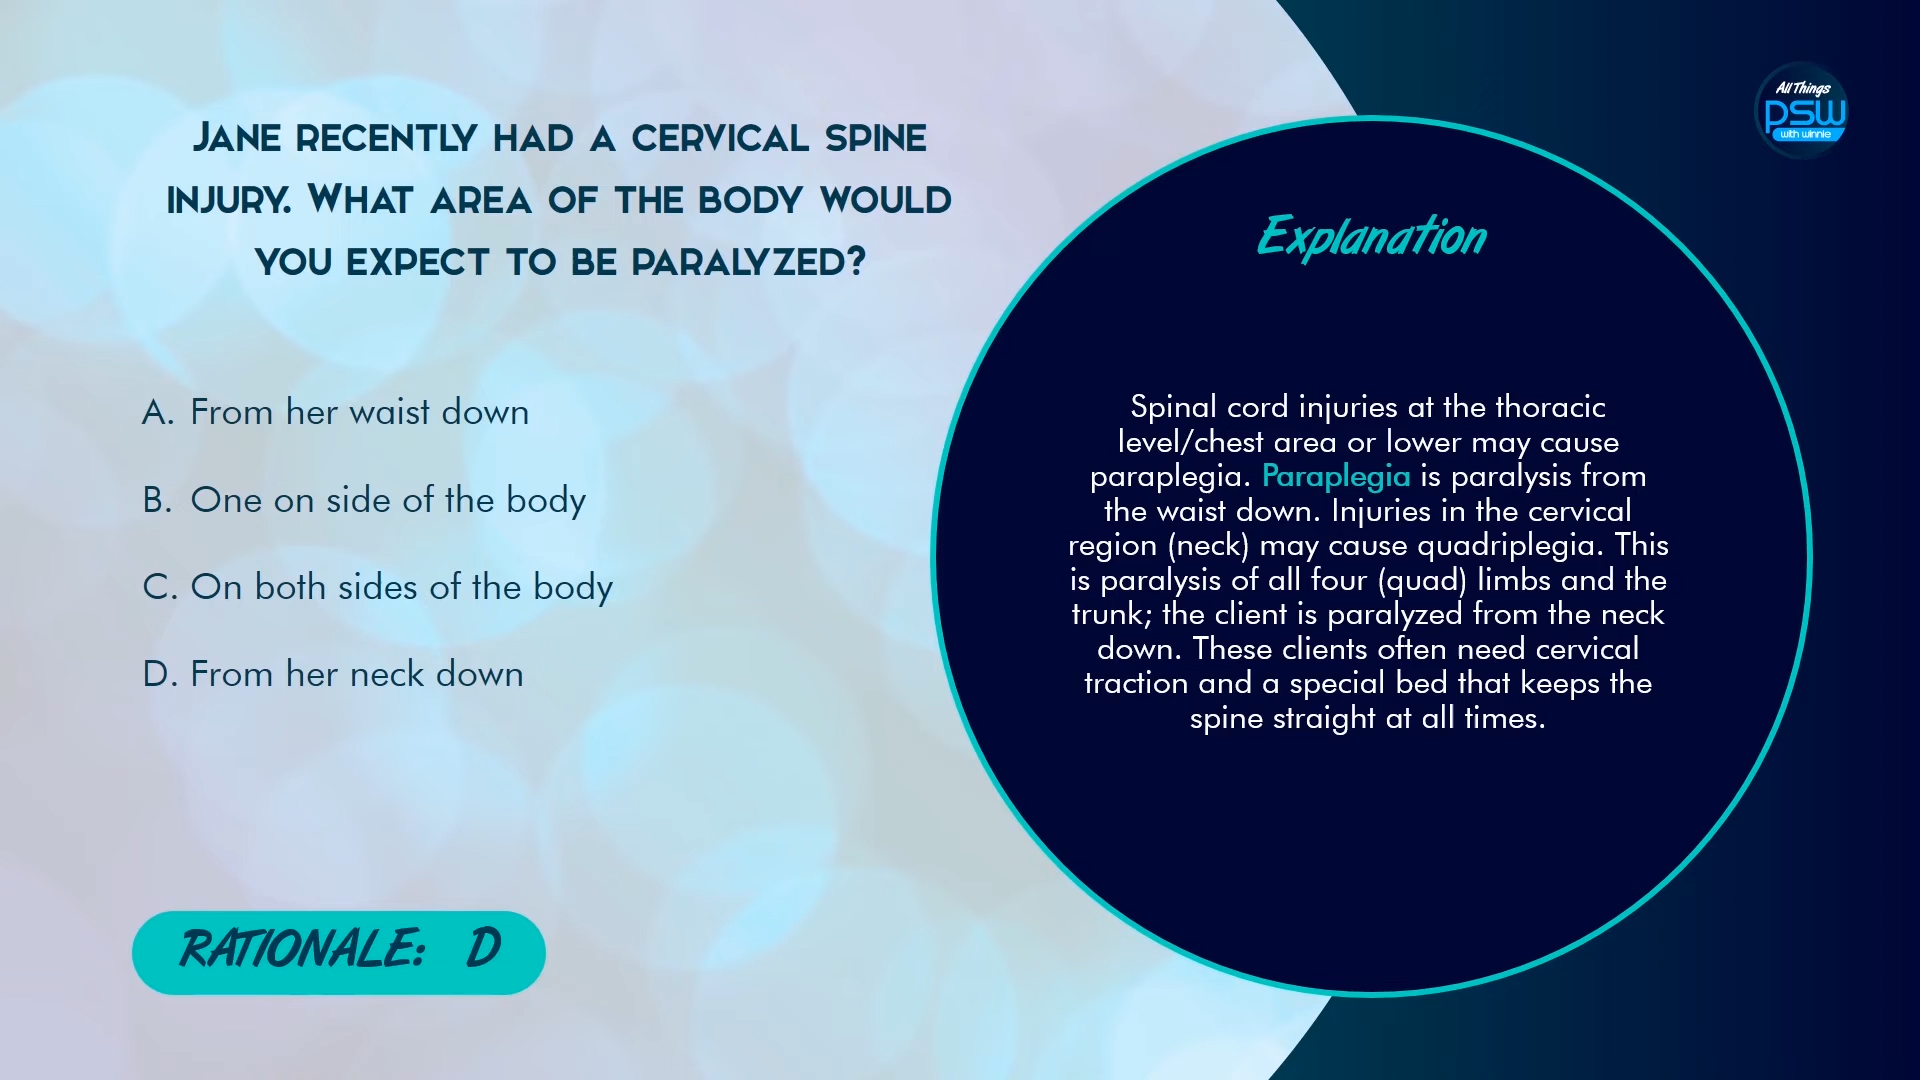 JANE RECENTLY HAD A CERVICAL SPINE
INJURY. WHAT AREA OF THE BODY WOULD
YOU EXPECT TO BE PARALYZED?
A. From her waist down
B. One on side of the body
C. On both sides of the body
D. From her neck down
RATIONALE: D
All Things
PSW
with winnie
Explanation
Spinal cord injuries at the thoracic
level/chest area or lower may cause
paraplegia. Paraplegia is paralysis from
the waist down. Injuries in the cervical
region (neck) may cause quadriplegia. This
is paralysis of all four (quad) limbs and the
trunk; the client is paralyzed from the neck
down. These clients often need cervical
traction and a special bed that keeps the
spine straight at all times.